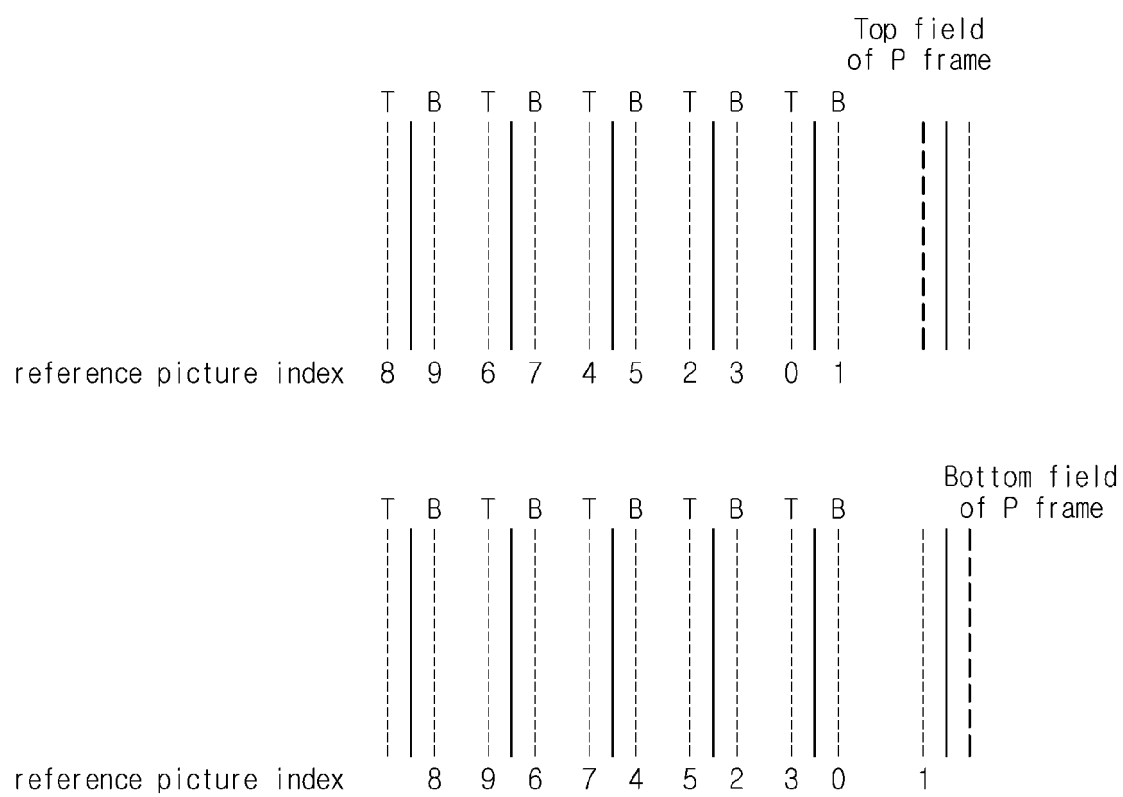 Top field
of P frame
T B T B T B T B T B
reference picture index 8 9 6 7 4 5 2 3 0 1
Bottom field
of P frame
T B T B T B T B T B
reference picture index 8 9 6 7 4 5 2 3 0 1